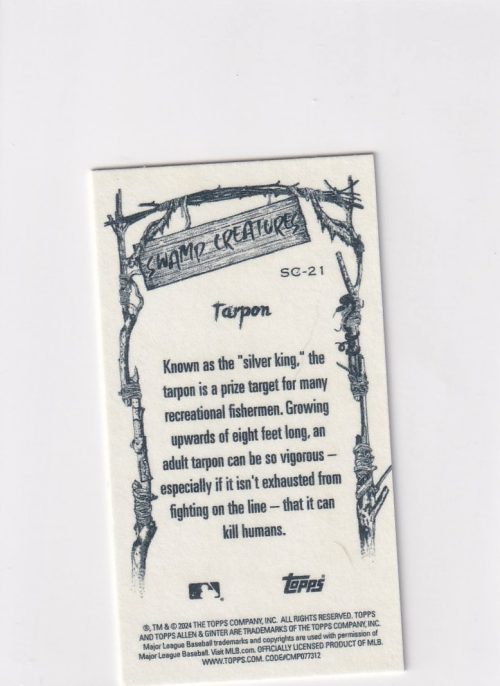 SWAMP CREATURES
SC-21
Tarpon
Known as the "silver king," the
tarpon is a prize target for many
recreational fishermen. Growing
upwards of eight feet long, an
adult tarpon can be so vigorous –
especially if it isn't exhausted from
fighting on the line – that it can
kill humans.
topps
®, TM & © 2024 THE TOPPS COMPANY, INC. ALL RIGHTS RESERVED. TOPPS
AND TOPPS ALLEN & GINTER ARE TRADEMARKS OF THE TOPPS COMPANY, INC.
Major League Baseball trademarks and copyrights are used with permission of
Major League Baseball. Visit MLB.com. OFFICIALLY LICENSED PRODUCT OF MLB.
WWW.TOPPS.COM. CODE#CMP077312